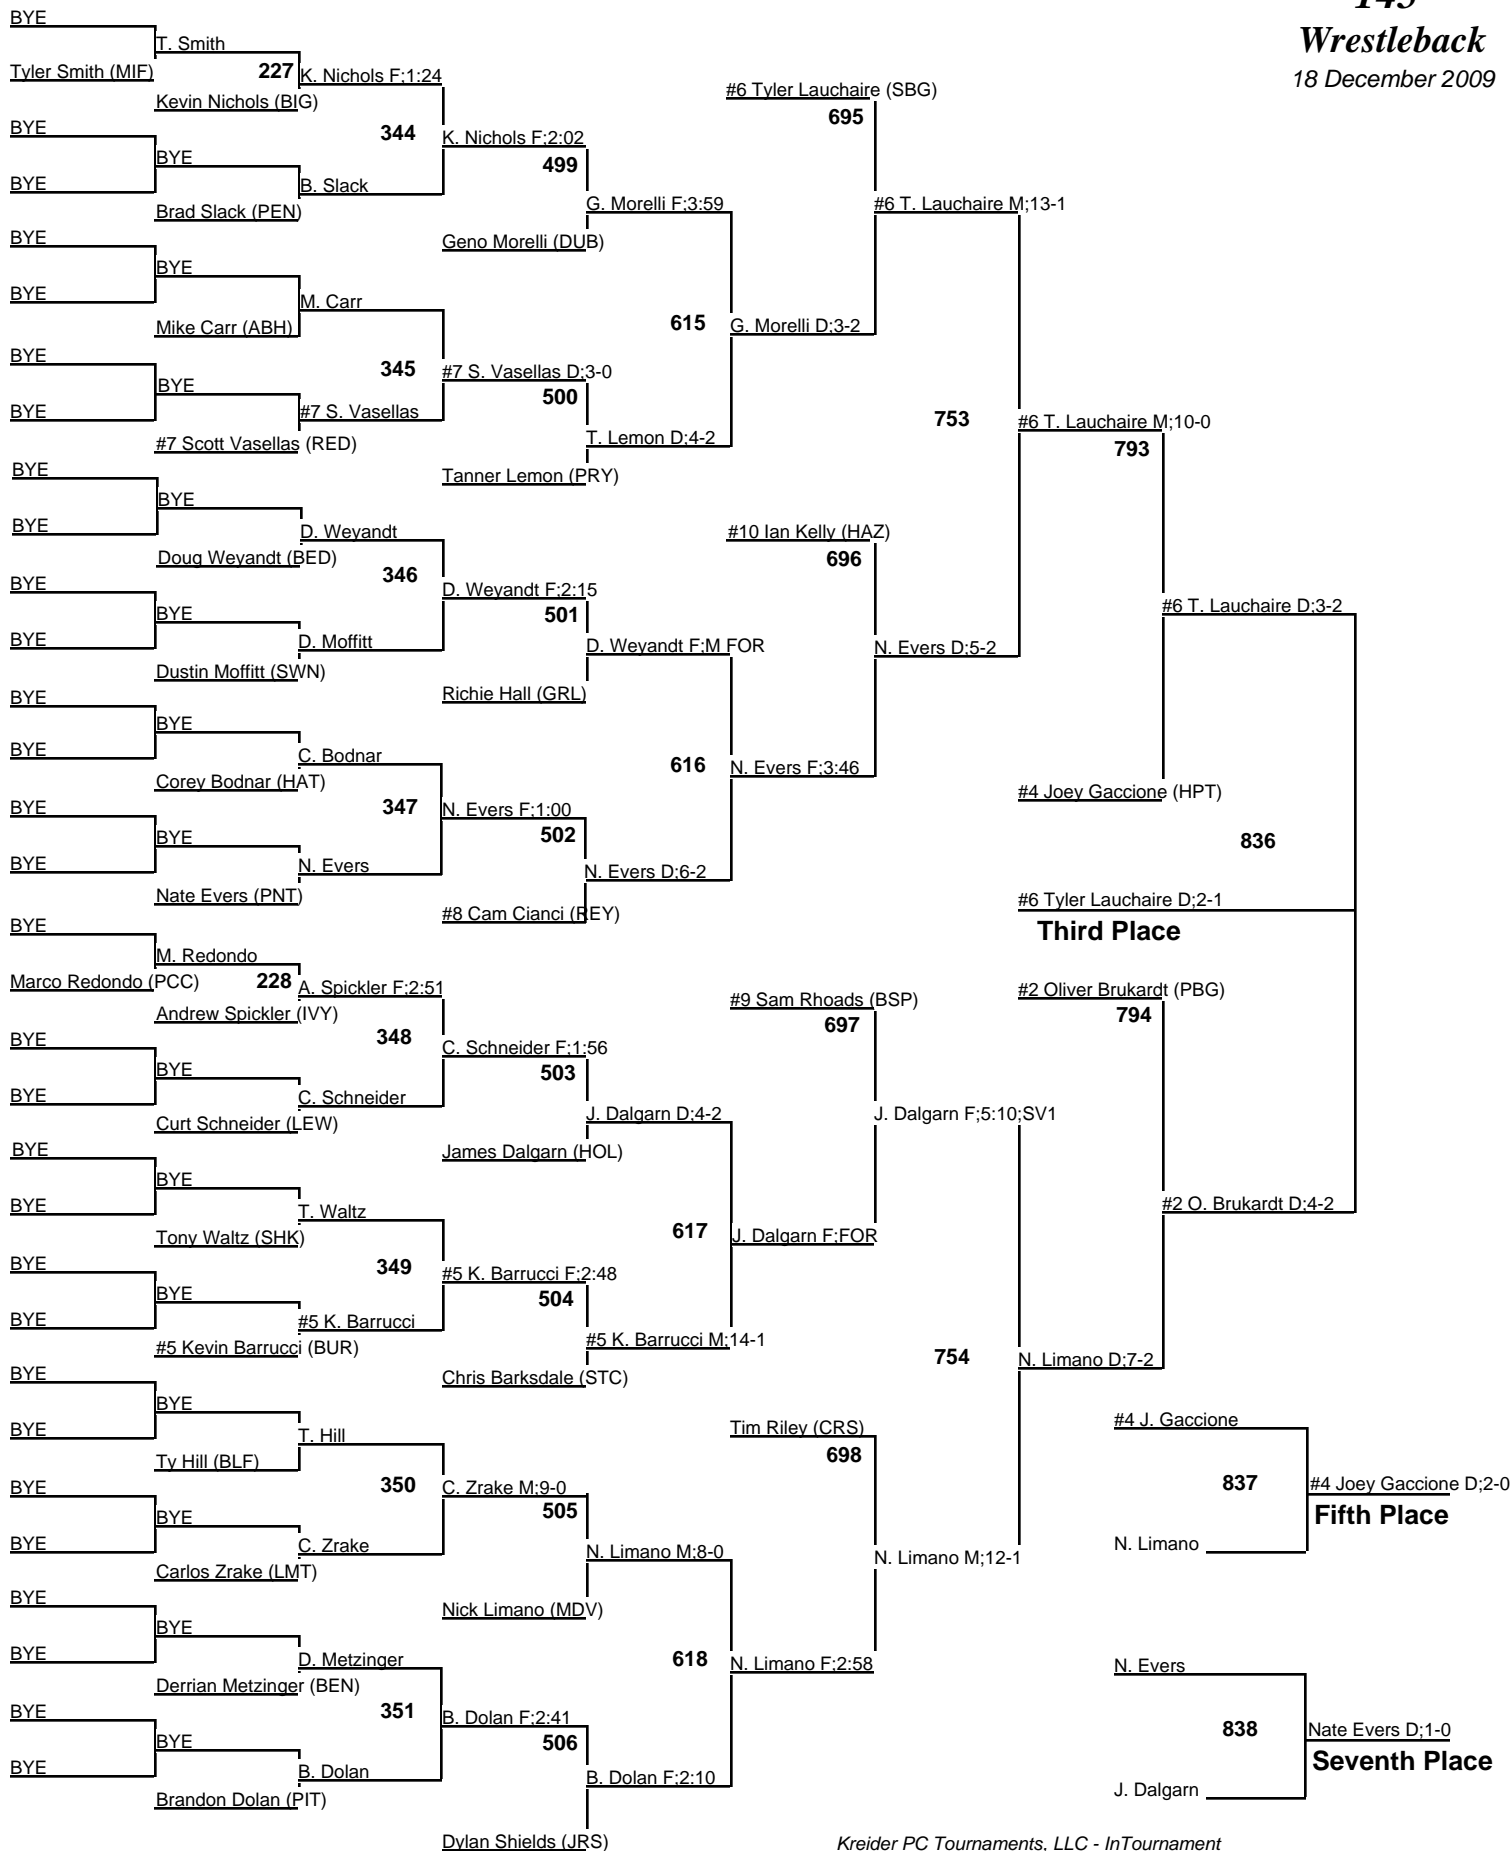 145
Wrestleback
18 December 2009
BYE
T. Smith
Tyler Smith (MIF)
227
K. Nichols F;1:24
Kevin Nichols (BIG)
344
BYE
BYE
BYE
B. Slack
Brad Slack (PEN)
K. Nichols F;2:02
499
G. Morelli F;3:59
Geno Morelli (DUB)
BYE
BYE
BYE
M. Carr
Mike Carr (ABH)
345
BYE
BYE
BYE
#7 S. Vasellas
#7 Scott Vasellas (RED)
#7 S. Vasellas D;3-0
500
T. Lemon D;4-2
Tanner Lemon (PRY)
615
G. Morelli D;3-2
#6 Tyler Lauchaire (SBG)
695
#6 T. Lauchaire M;13-1
BYE
BYE
BYE
D. Weyandt
Doug Weyandt (BED)
346
BYE
BYE
BYE
D. Moffitt
Dustin Moffitt (SWN)
D. Weyandt F;2:15
501
D. Weyandt F;M FOR
Richie Hall (GRL)
BYE
BYE
BYE
C. Bodnar
Corey Bodnar (HAT)
347
BYE
BYE
BYE
N. Evers
Nate Evers (PNT)
N. Evers F;1:00
502
N. Evers D;6-2
#8 Cam Cianci (REY)
616
N. Evers F;3:46
#10 Ian Kelly (HAZ)
696
N. Evers D;5-2
753
#6 T. Lauchaire M;10-0
793
#6 T. Lauchaire D;3-2
#4 Joey Gaccione (HPT)
836
#6 Tyler Lauchaire D;2-1
Third Place
BYE
M. Redondo
Marco Redondo (PCC)
228
A. Spickler F;2:51
Andrew Spickler (IVY)
348
BYE
BYE
BYE
C. Schneider
Curt Schneider (LEW)
C. Schneider F;1:56
503
J. Dalgarn D;4-2
James Dalgarn (HOL)
BYE
BYE
BYE
T. Waltz
Tony Waltz (SHK)
349
BYE
BYE
BYE
#5 K. Barrucci
#5 Kevin Barrucci (BUR)
#5 K. Barrucci F;2:48
504
#5 K. Barrucci M;14-1
Chris Barksdale (STC)
617
J. Dalgarn F;FOR
#9 Sam Rhoads (BSP)
697
J. Dalgarn F;5:10;SV1
#2 Oliver Brukardt (PBG)
794
#2 O. Brukardt D;4-2
754
N. Limano D;7-2
BYE
BYE
BYE
T. Hill
Ty Hill (BLF)
350
BYE
BYE
BYE
C. Zrake
Carlos Zrake (LMT)
C. Zrake M;9-0
505
N. Limano M;8-0
Nick Limano (MDV)
BYE
BYE
BYE
D. Metzinger
Derrian Metzinger (BEN)
351
BYE
BYE
BYE
B. Dolan
Brandon Dolan (PIT)
B. Dolan F;2:41
506
B. Dolan F;2:10
Dylan Shields (JRS)
618
N. Limano F;2:58
Tim Riley (CRS)
698
N. Limano M;12-1
#4 J. Gaccione
837
#4 Joey Gaccione D;2-0
Fifth Place
N. Limano
N. Evers
838
Nate Evers D;1-0
Seventh Place
J. Dalgarn
Kreider PC Tournaments, LLC - InTournament